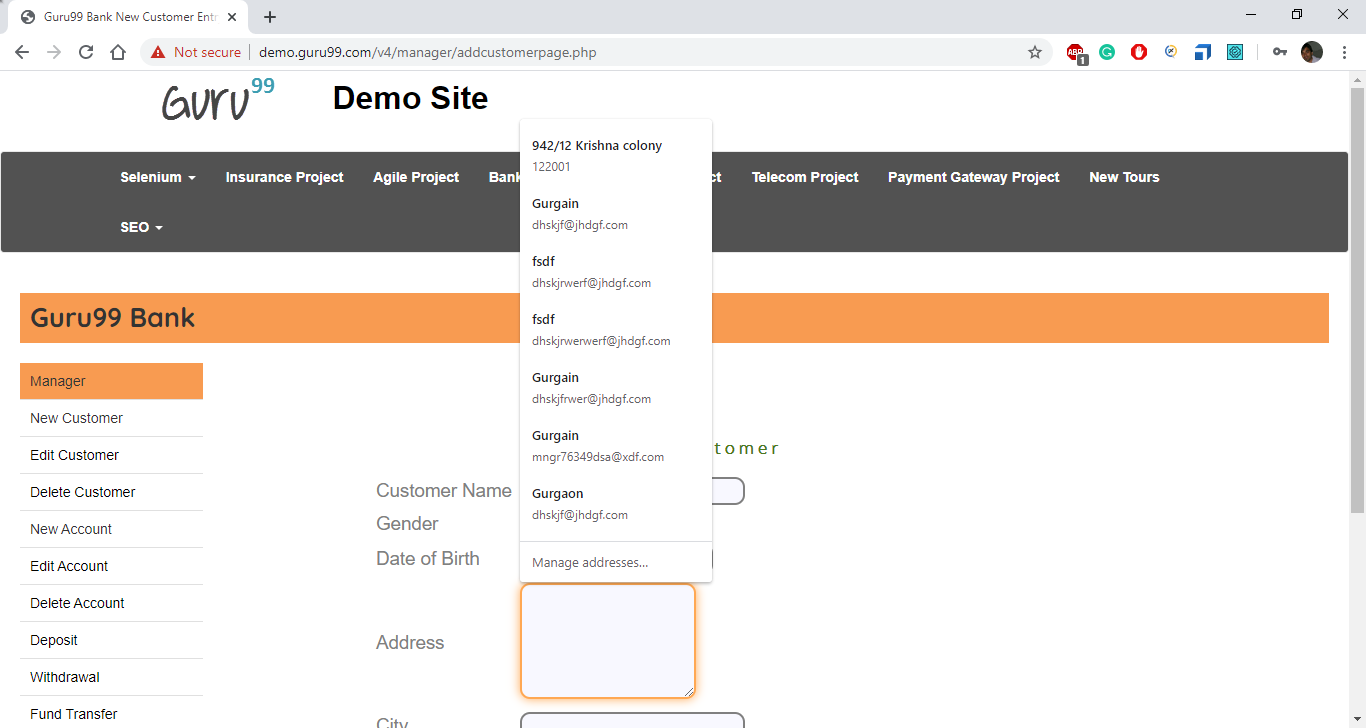 Guru99 Bank New Customer Entr
Not secure
demo.guru99.com/v4/manager/addcustomerpage.php
ABP
1
Guru99
Demo Site
Selenium
Insurance Project
Agile Project
Bank
ct
Telecom Project
Payment Gateway Project
New Tours
SEO
942/12 Krishna colony
122001
Gurgain
dhskjf@jhdgf.com
fsdf
dhskjrwerf@jhdgf.com
fsdf
dhskjrwerwerf@jhdgf.com
Gurgain
dhskjfrwer@jhdgf.com
Gurgain
mngr76349dsa@xdf.com
Gurgaon
dhskjf@jhdgf.com
Manage addresses...
Guru99 Bank
Manager
New Customer
Edit Customer
Delete Customer
New Account
Edit Account
Delete Account
Deposit
Withdrawal
Fund Transfer
tomer
Customer Name
Gender
Date of Birth
Address
City